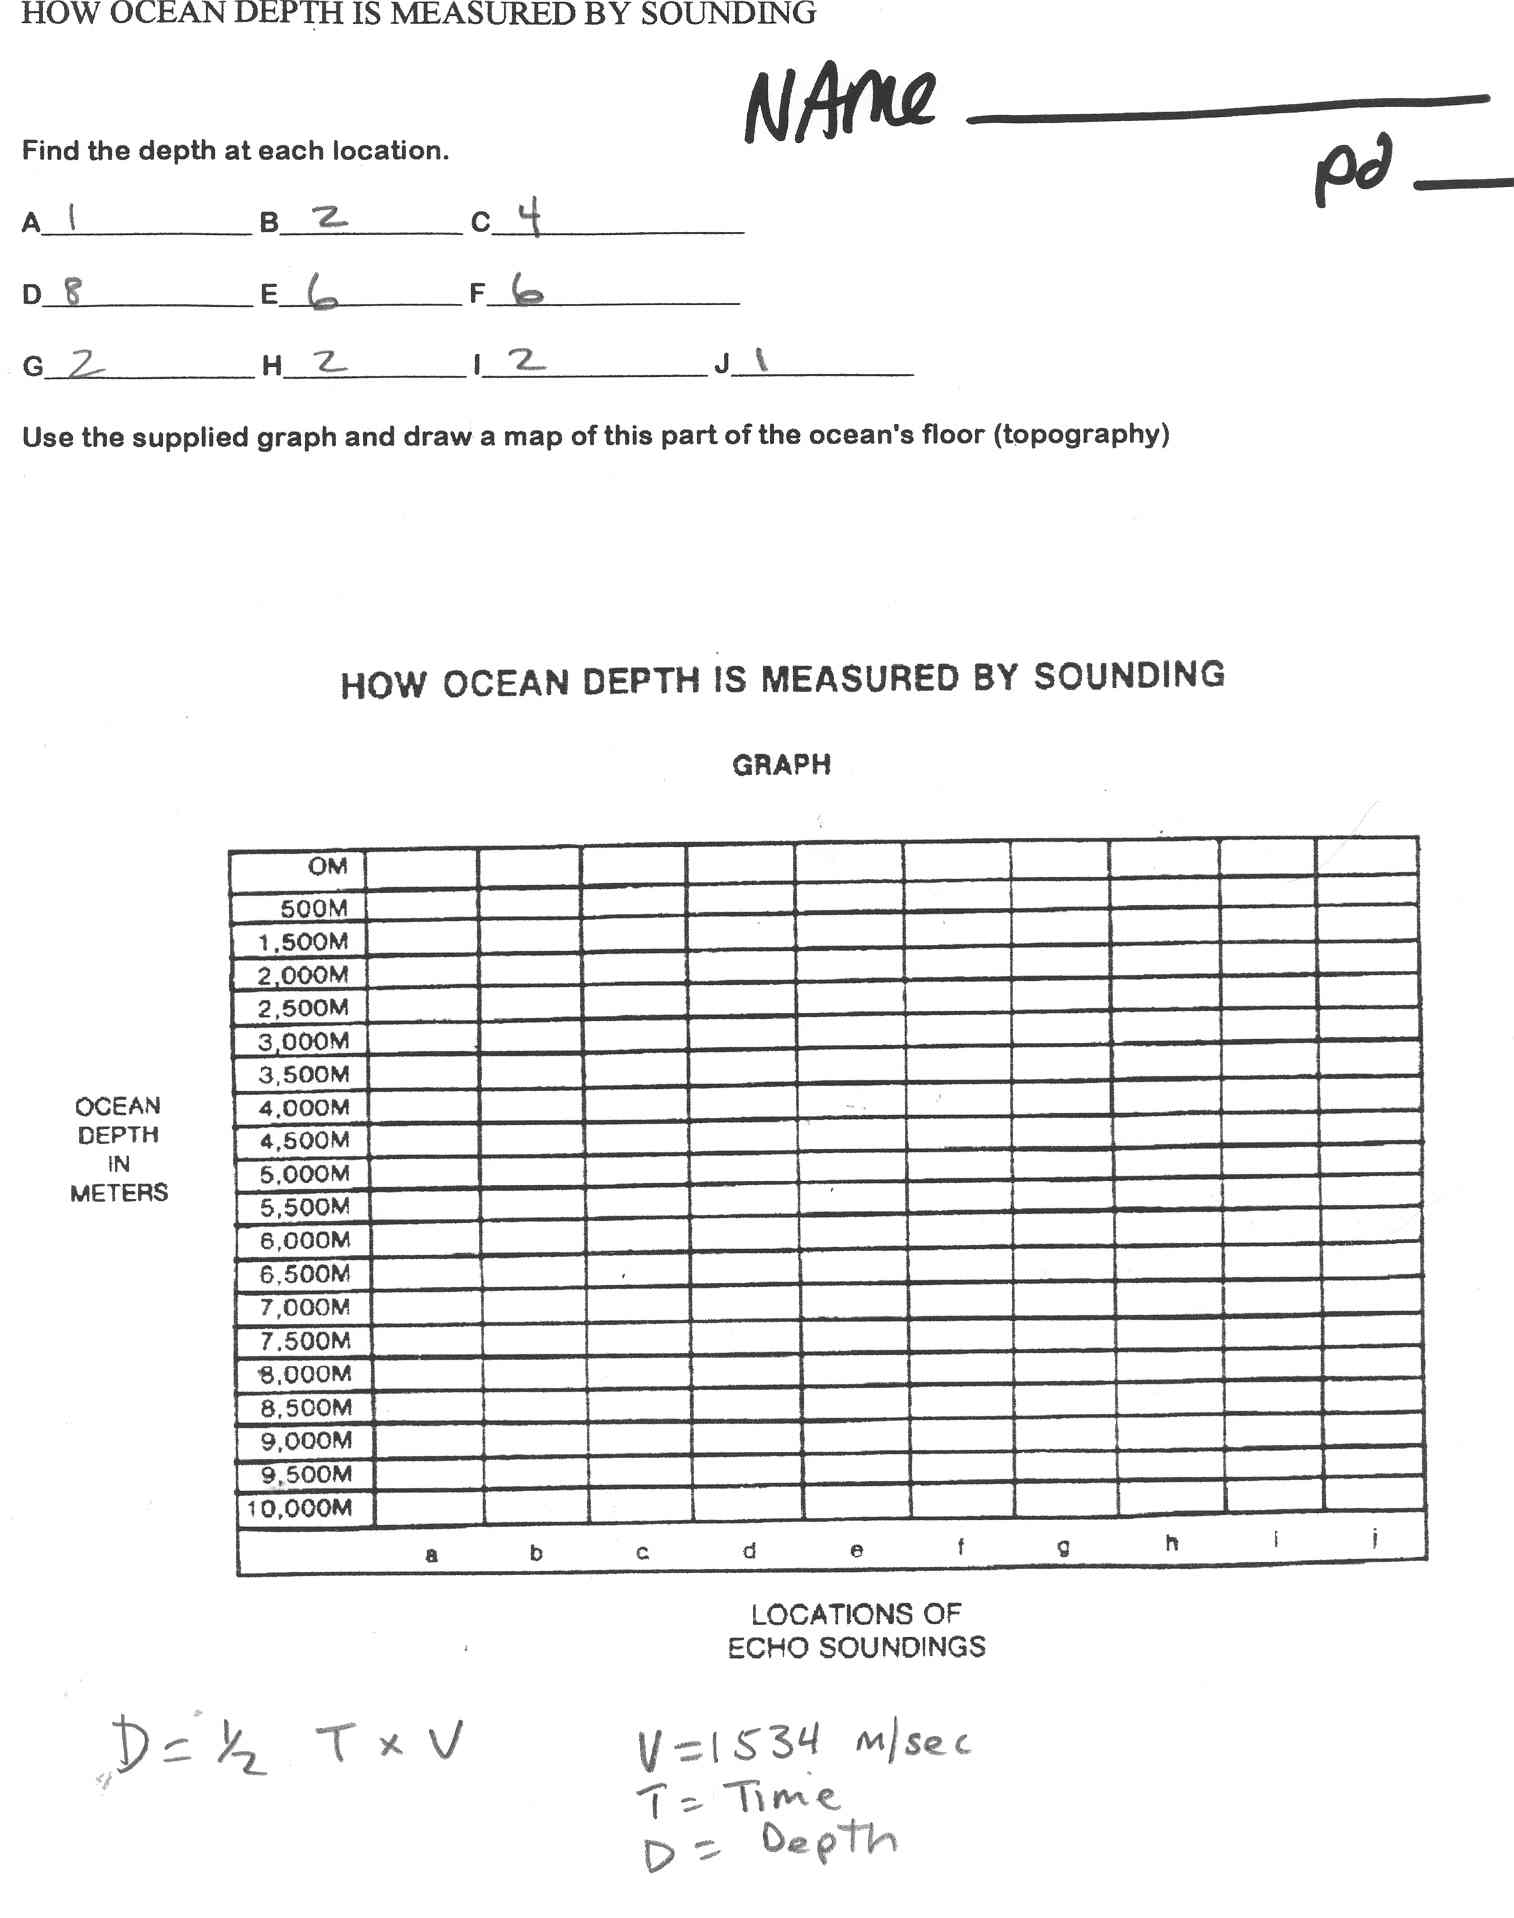 HOW OCEAN DEPTH IS MEASURED BY SOUNDING
NAme
pd
Find the depth at each location.
A 1 B 2 C 4
D 8 E 6 F 6
G 2 H 2 I 2 J 1
Use the supplied graph and draw a map of this part of the ocean's floor (topography)
HOW OCEAN DEPTH IS MEASURED BY SOUNDING
GRAPH
OM
500M
1,500M
2,000M
2,500M
3,000M
3,500M
4,000M
4,500M
5,000M
5,500M
6,000M
6,500M
7,000M
7,500M
8,000M
8,500M
9,000M
9,500M
10,000M
OCEAN
DEPTH
IN
METERS
a b c d e f g h i j
LOCATIONS OF
ECHO SOUNDINGS
D = 1/2 T x V
V = 1534 m/sec
T = Time
D = Depth